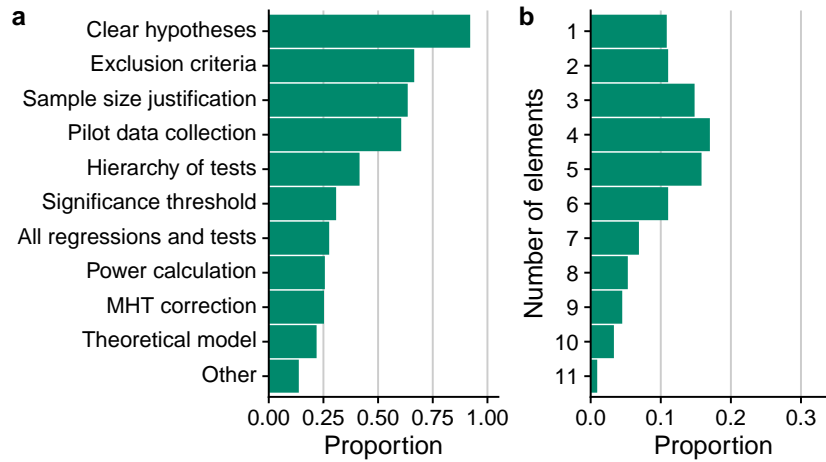 a
Clear hypotheses
Exclusion criteria
Sample size justification
Pilot data collection
Hierarchy of tests
Significance threshold
All regressions and tests
Power calculation
MHT correction
Theoretical model
Other
0.00 0.25 0.50 0.75 1.00
Proportion
b
Number of elements
1
2
3
4
5
6
7
8
9
10
11
0.0 0.1 0.2 0.3
Proportion